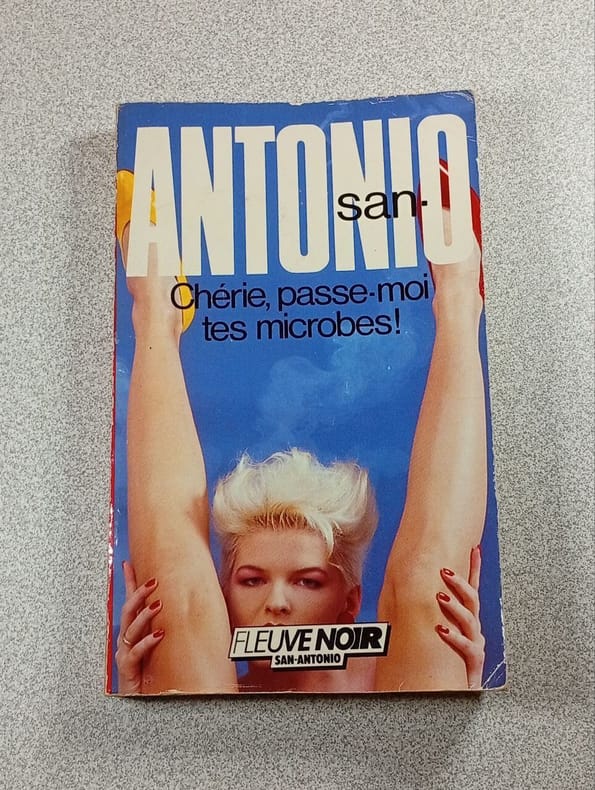 ANTONIO
san-
Chérie, passe-moi
tes microbes!
FLEUVE NOIR
SAN-ANTONIO